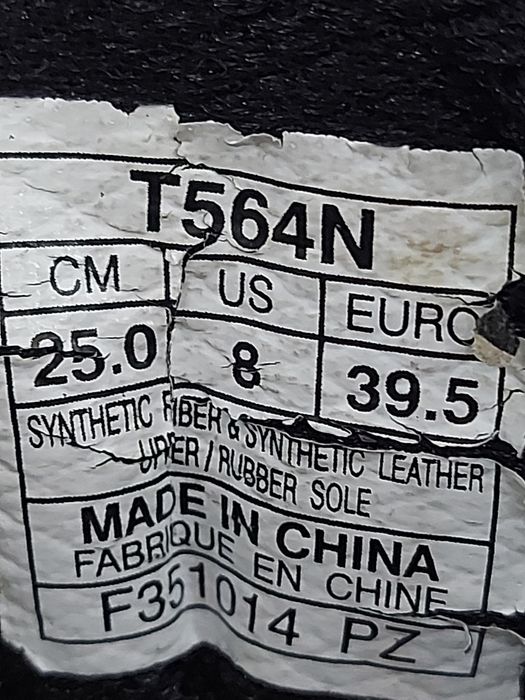 T564N
CM US EURO
25.0 8 39.5
SYNTHETIC FIBER & SYNTHETIC LEATHER
UPPER / RUBBER SOLE
MADE IN CHINA
FABRIQUE EN CHINE
F351014 PZ